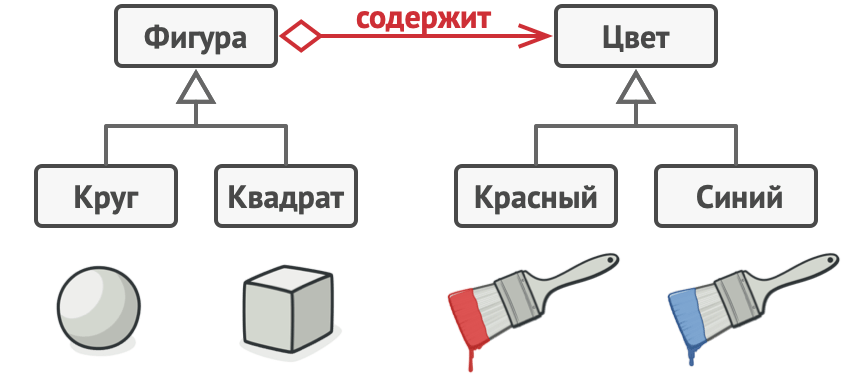 содержит
Фигура
Цвет
Круг
Квадрат
Красный
Синий